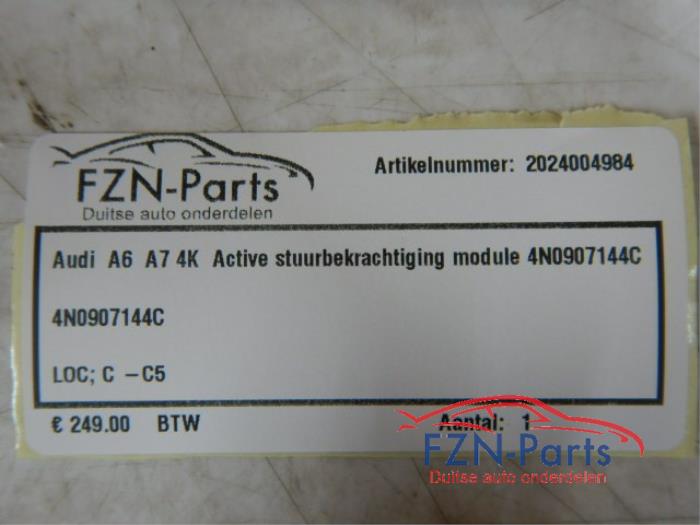 FZN-Parts
Duitse auto onderdelen
Artikelnummer: 2024004984
Audi A6 A7 4K Active stuurbekrachtiging module 4N0907144C
4N0907144C
LOC; C -C5
€ 249.00 BTW
Aantal: 1
FZN-Parts
Duitse auto onderdelen